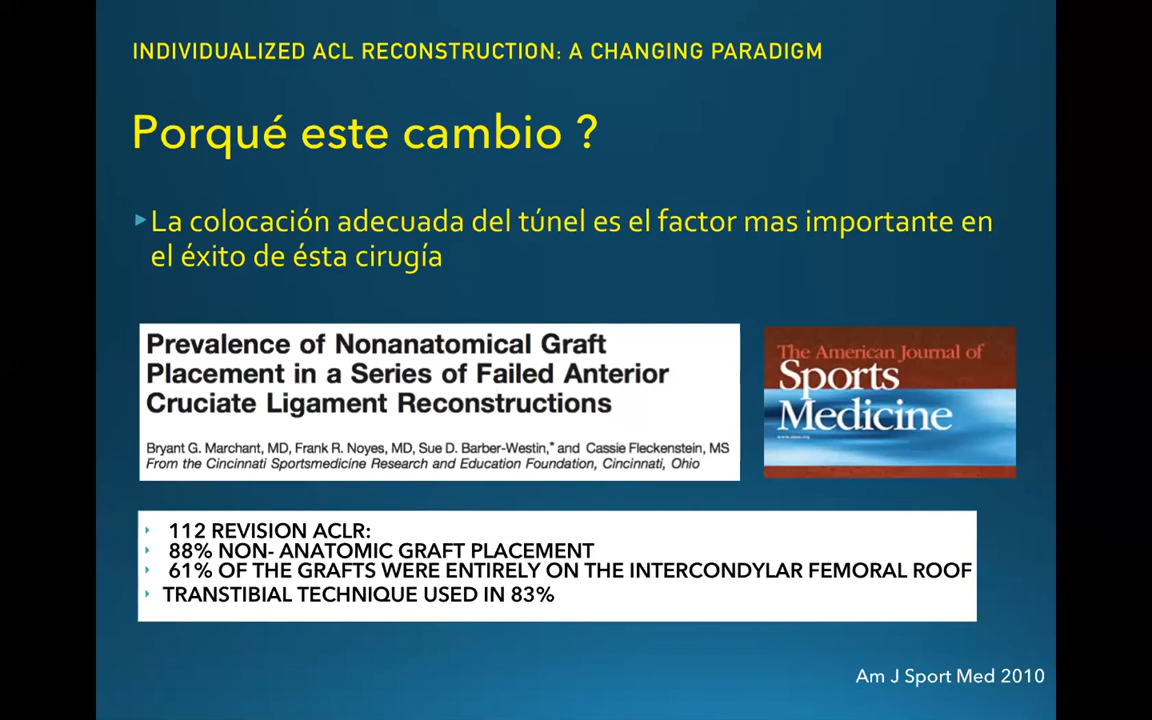 INDIVIDUALIZED ACL RECONSTRUCTION: A CHANGING PARADIGM
Porqué este cambio ?
La colocación adecuada del túnel es el factor mas importante en
el éxito de ésta cirugía
Prevalence of Nonanatomical Graft
Placement in a Series of Failed Anterior
Cruciate Ligament Reconstructions
Bryant G. Marchant, MD, Frank R. Noyes, MD, Sue D. Barber-Westin,* and Cassie Fleckenstein, MS
From the Cincinnati Sportsmedicine Research and Education Foundation, Cincinnati, Ohio
The American Journal of
Sports
Medicine
112 REVISION ACLR:
88% NON- ANATOMIC GRAFT PLACEMENT
61% OF THE GRAFTS WERE ENTIRELY ON THE INTERCONDYLAR FEMORAL ROOF
TRANSTIBIAL TECHNIQUE USED IN 83%
Am J Sport Med 2010